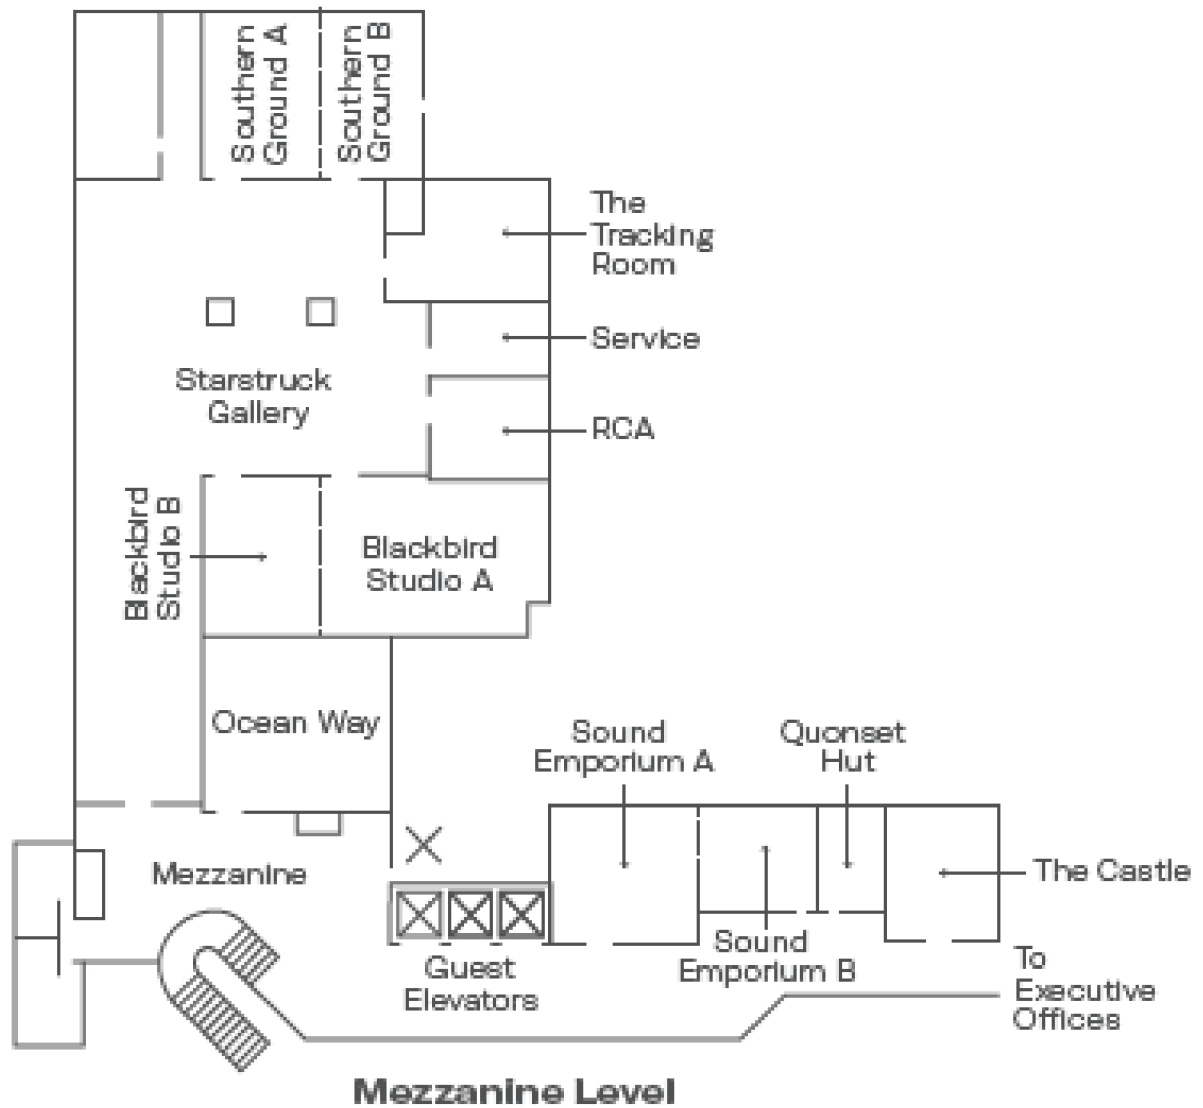 Southern
Ground A
Southern
Ground B
The
Tracking
Room
Service
Starstruck
Gallery
RCA
Blackbird
Studio B
Blackbird
Studio A
Ocean Way
Sound
Emporium A
Quonset
Hut
Mezzanine
The Castle
Sound
Emporium B
Guest
Elevators
To
Executive
Offices
Mezzanine Level